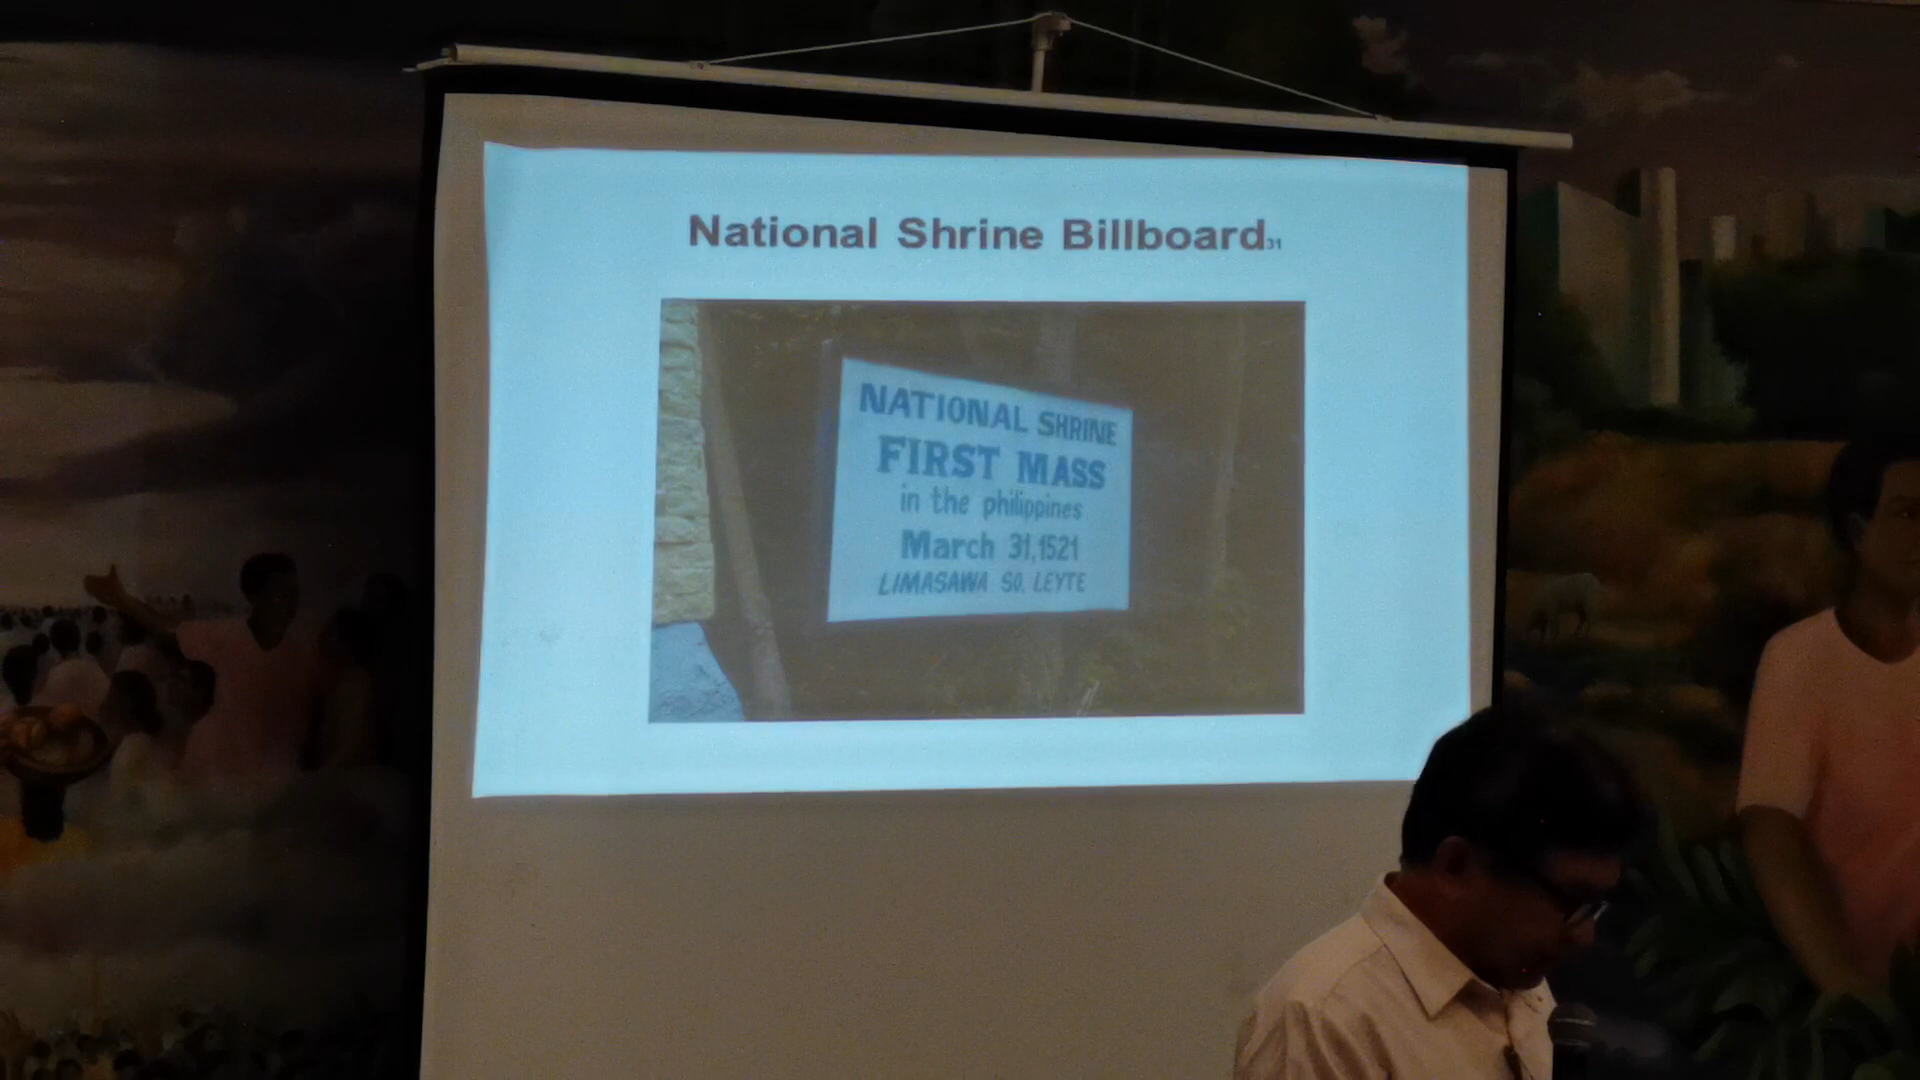 National Shrine Billboard31
NATIONAL SHRINE
FIRST MASS
in the philippines
March 31,1521
LIMASAWA SO. LEYTE